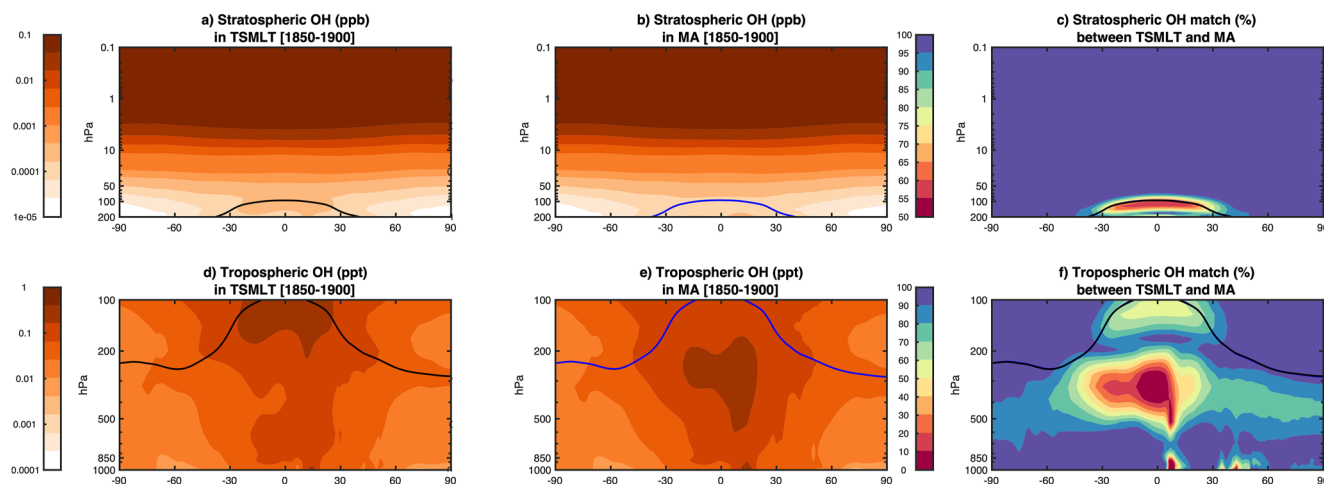 a) Stratospheric OH (ppb)
in TSMLT [1850-1900]
0.1
0.01
0.001
0.0001
1e-05
hPa
0.1
1
10
50
100
200
-90 -60 -30 0 30 60 90
b) Stratospheric OH (ppb)
in MA [1850-1900]
hPa
0.1
1
10
50
100
200
-90 -60 -30 0 30 60 90
c) Stratospheric OH match (%)
between TSMLT and MA
100
95
90
85
80
75
70
65
60
55
50
hPa
0.1
1
10
50
100
200
-90 -60 -30 0 30 60 90
d) Tropospheric OH (ppt)
in TSMLT [1850-1900]
1
0.1
0.01
0.001
0.0001
hPa
100
200
500
850
1000
-90 -60 -30 0 30 60 90
e) Tropospheric OH (ppt)
in MA [1850-1900]
hPa
100
200
500
850
1000
-90 -60 -30 0 30 60 90
f) Tropospheric OH match (%)
between TSMLT and MA
100
90
80
70
60
50
40
30
20
10
0
hPa
100
200
500
850
1000
-90 -60 -30 0 30 60 90